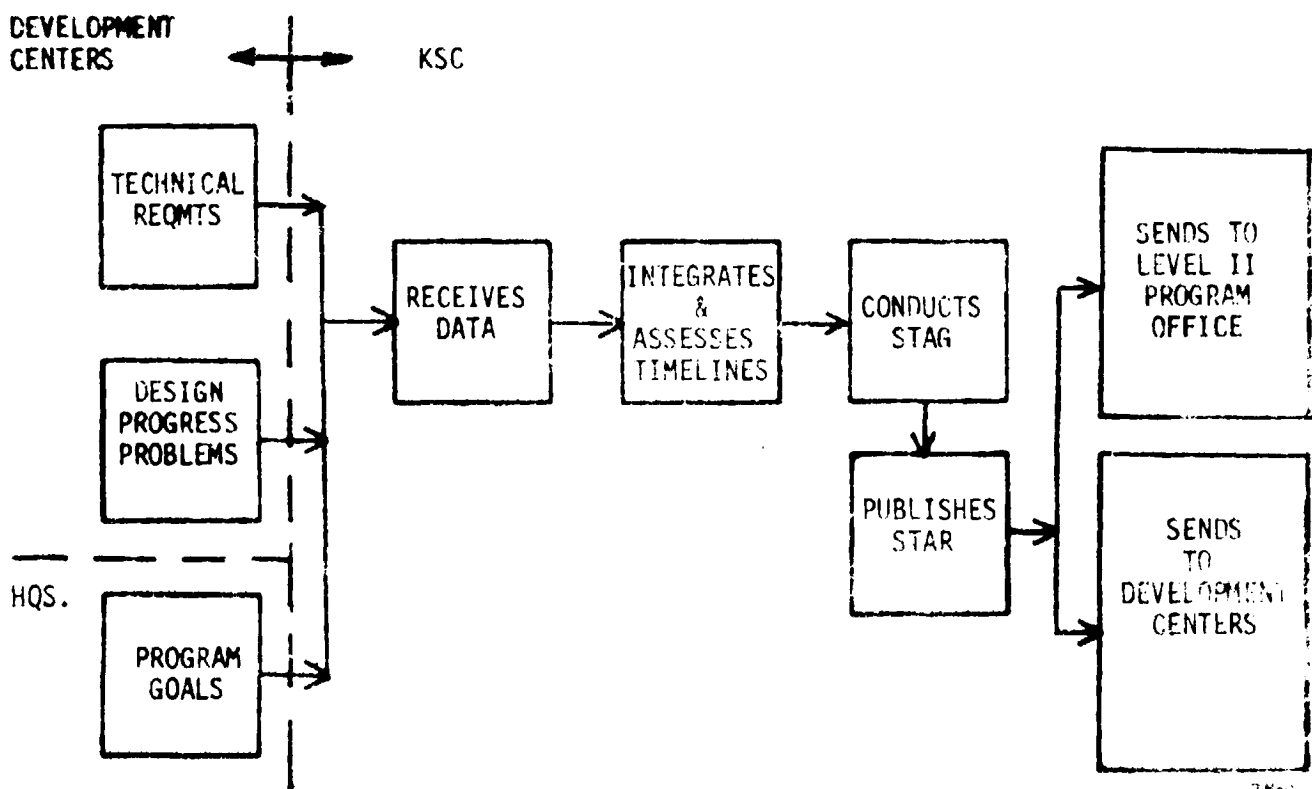 DEVELOPMENT
CENTERS
KSC
TECHNICAL
REQMTS
DESIGN
PROGRESS
PROBLEMS
HQS.
PROGRAM
GOALS
RECEIVES
DATA
INTEGRATES
&
ASSESSES
TIMELINES
CONDUCTS
STAG
PUBLISHES
STAR
SENDS TO
LEVEL II
PROGRAM
OFFICE
SENDS
TO
DEVELOPMENT
CENTERS